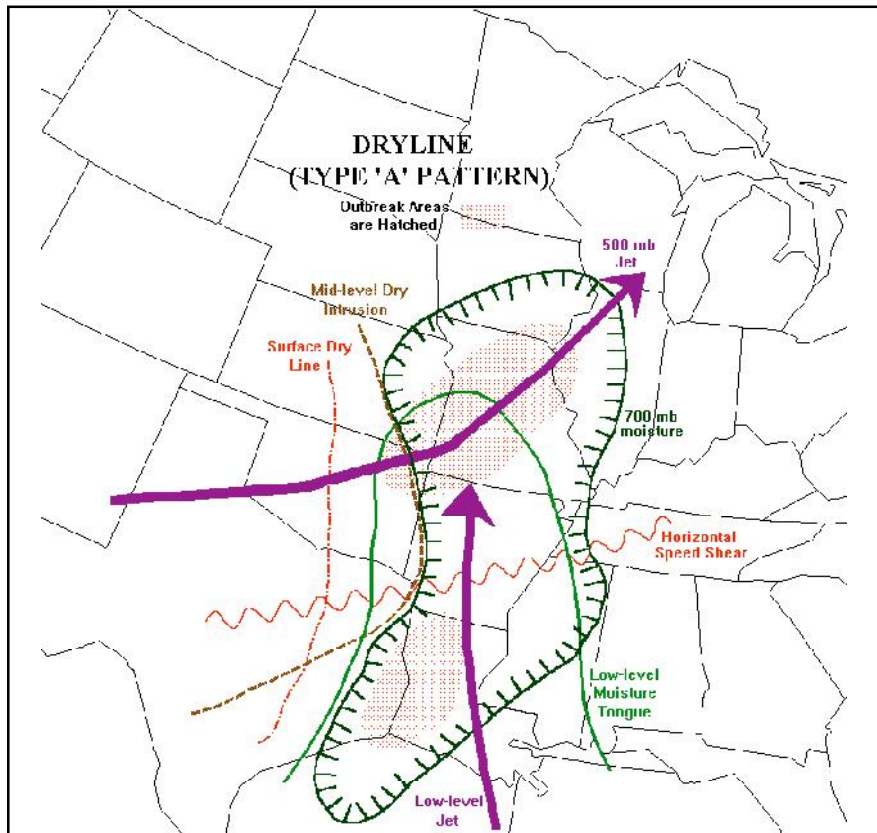 DRYLINE
(TYPE 'A' PATTERN)
Outbreak Areas
are Hatched
500 mb
Jet
Mid-level Dry
Intrusion
Surface Dry
Line
700 mb
moisture
Horizontal
Speed Shear
Low-level
Moisture
Tongue
Low-level
Jet